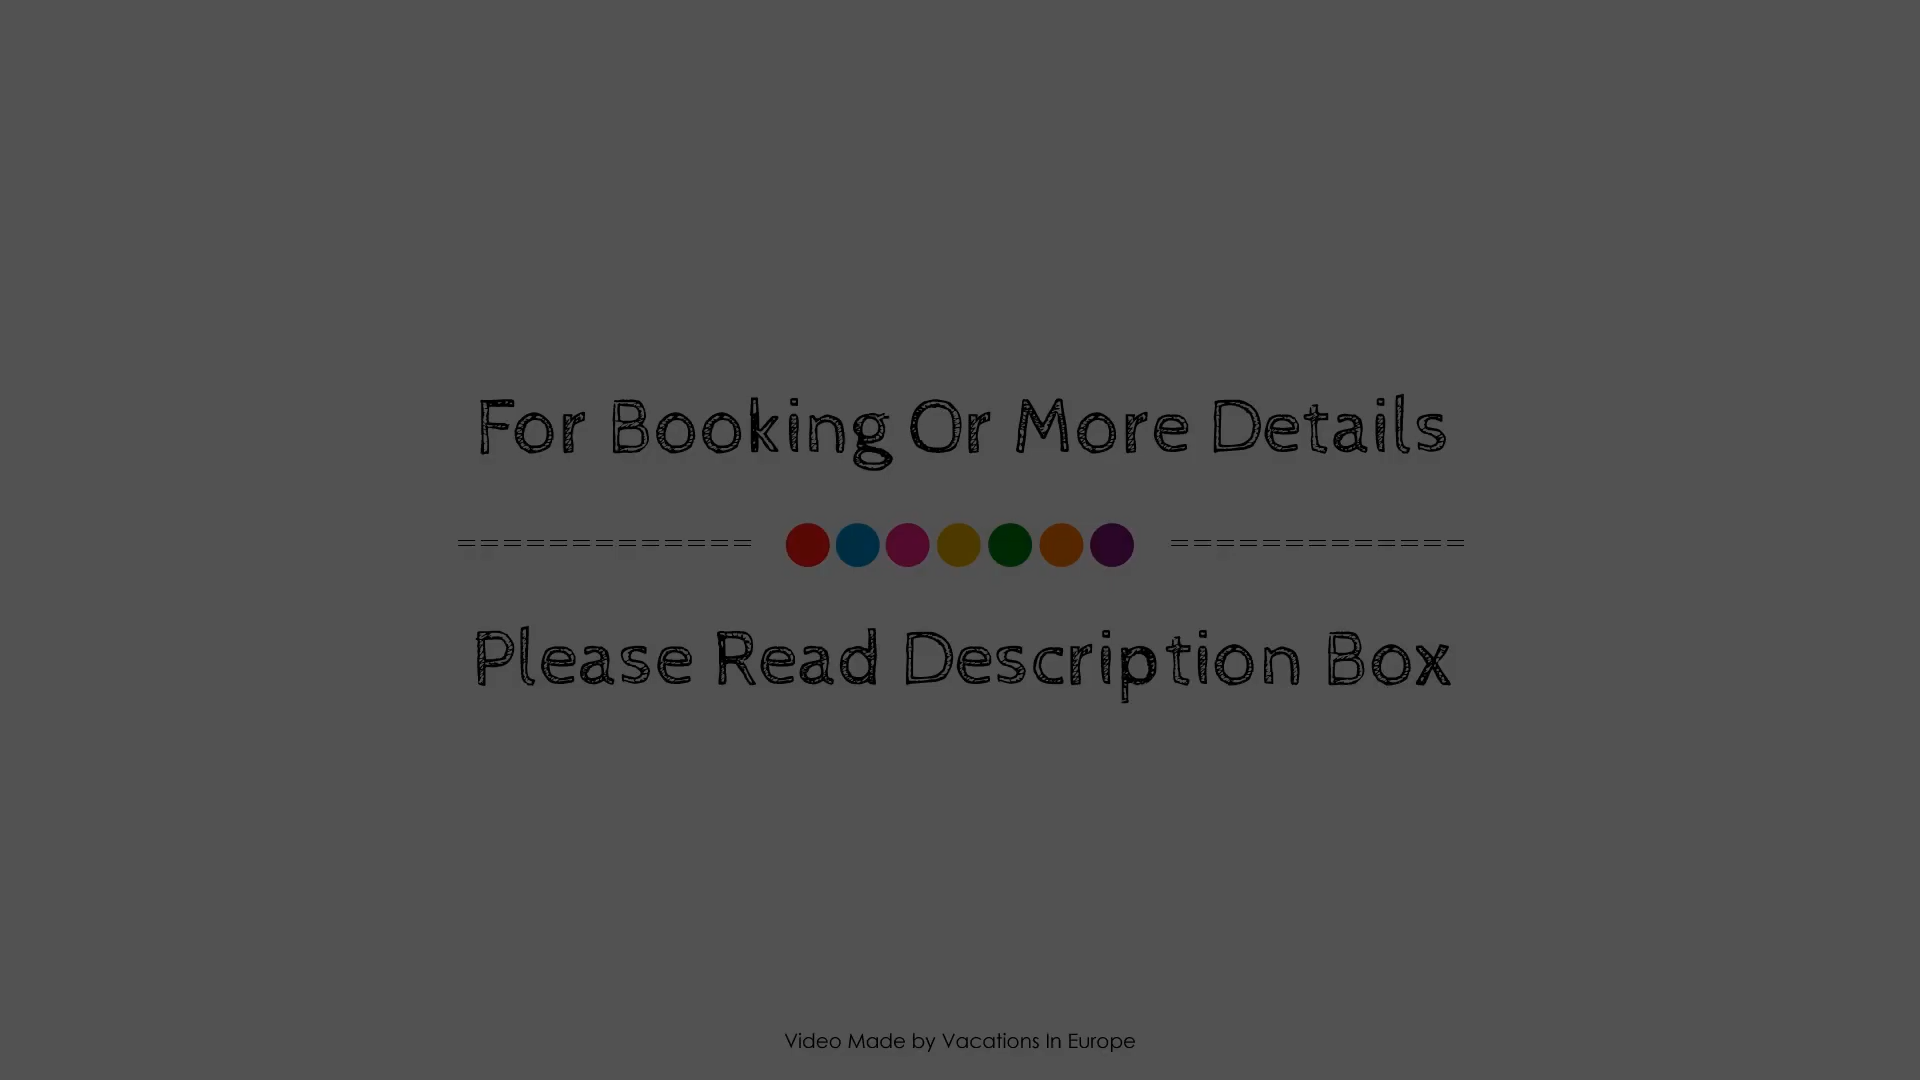 For Booking Or More Details
============= =============
Please Read Description Box
Video Made by Vacations In Europe